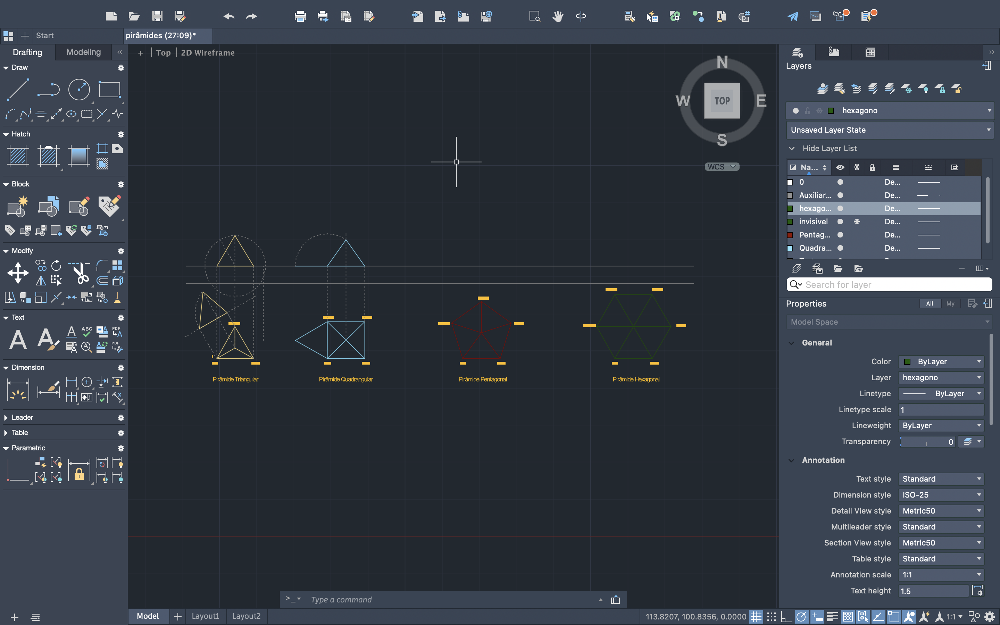 Start
pirâmides (27:09)*
Drafting
Modeling
+ | Top | 2D Wireframe
Draw
Hatch
Block
Modify
Text
ABC
PDF
PDF
Dimension
Leader
Table
Parametric
N
W
TOP
E
S
WCS
Pirâmide Triangular
Pirâmide Quadrangular
Pirâmide Pentagonal
Pirâmide Hexagonal
>_ Type a command
Model
Layout1
Layout2
113.8207, 100.8356, 0.0000
1:1
Layers
hexagono
Unsaved Layer State
Hide Layer List
Na...
0 De...
Auxiliar... De...
hexago... De...
invisivel De...
Pentag... De...
Quadra... De...
Search for layer
Properties
All
My
Model Space
General
Color ByLayer
Layer hexagono
Linetype ByLayer
Linetype scale 1
Lineweight ByLayer
Transparency 0
Annotation
Text style Standard
Dimension style ISO-25
Detail View style Metric50
Multileader style Standard
Section View style Metric50
Table style Standard
Annotation scale 1:1
Text height 1.5